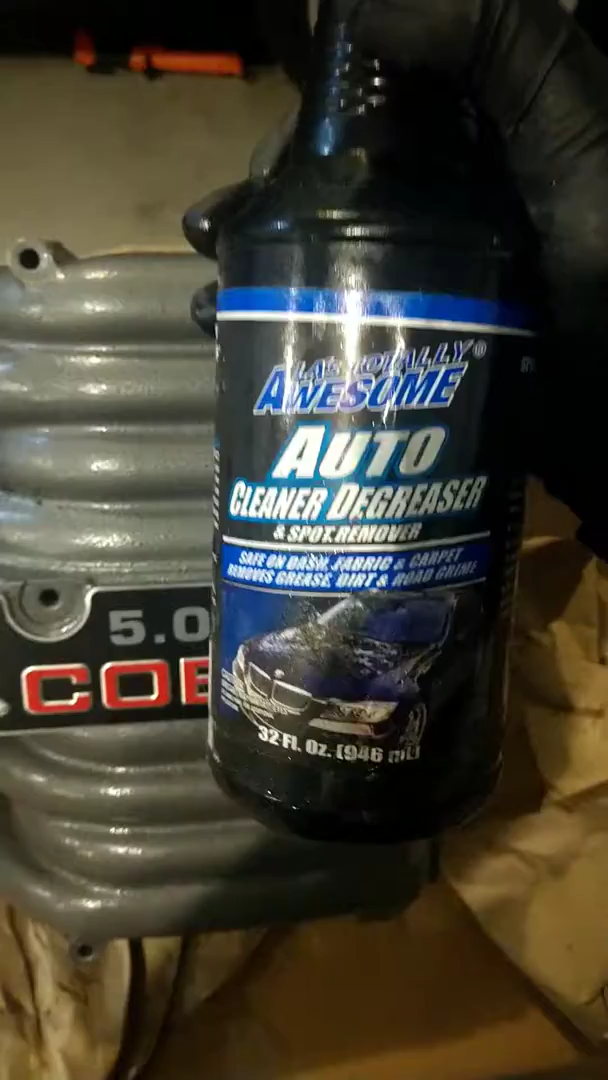 LA's TOTALLY®
AWESOME
AUTO
CLEANER DEGREASER
& SPOT REMOVER
SAFE ON DASH, FABRIC & CARPET
REMOVES GREASE, DIRT & ROAD GRIME
5.0
COB
32 FL. OZ. (946 mL)